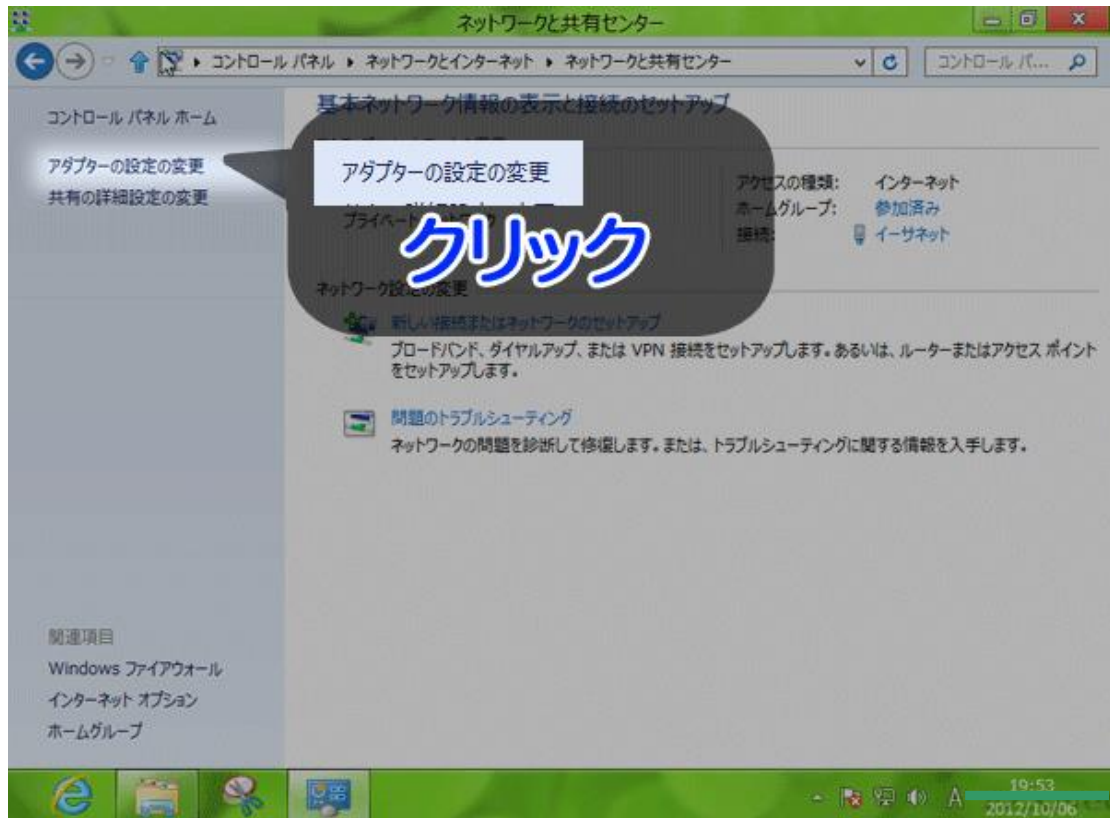 ネットワークと共有センター
コントロール パネル ▸ ネットワークとインターネット ▸ ネットワークと共有センター
コントロール パ...
コントロール パネル ホーム
アダプターの設定の変更
共有の詳細設定の変更
基本ネットワーク情報の表示と接続のセットアップ
アダプターの設定の変更
プライベート ネットワーク
アクセスの種類: インターネット
ホームグループ: 参加済み
接続: イーサネット
クリック
ネットワーク設定の変更
新しい接続またはネットワークのセットアップ
ブロードバンド、ダイヤルアップ、または VPN 接続をセットアップします。あるいは、ルーターまたはアクセス ポイント
をセットアップします。
問題のトラブルシューティング
ネットワークの問題を診断して修復します。または、トラブルシューティングに関する情報を入手します。
関連項目
Windows ファイアウォール
インターネット オプション
ホームグループ
A
19:53
2012/10/06